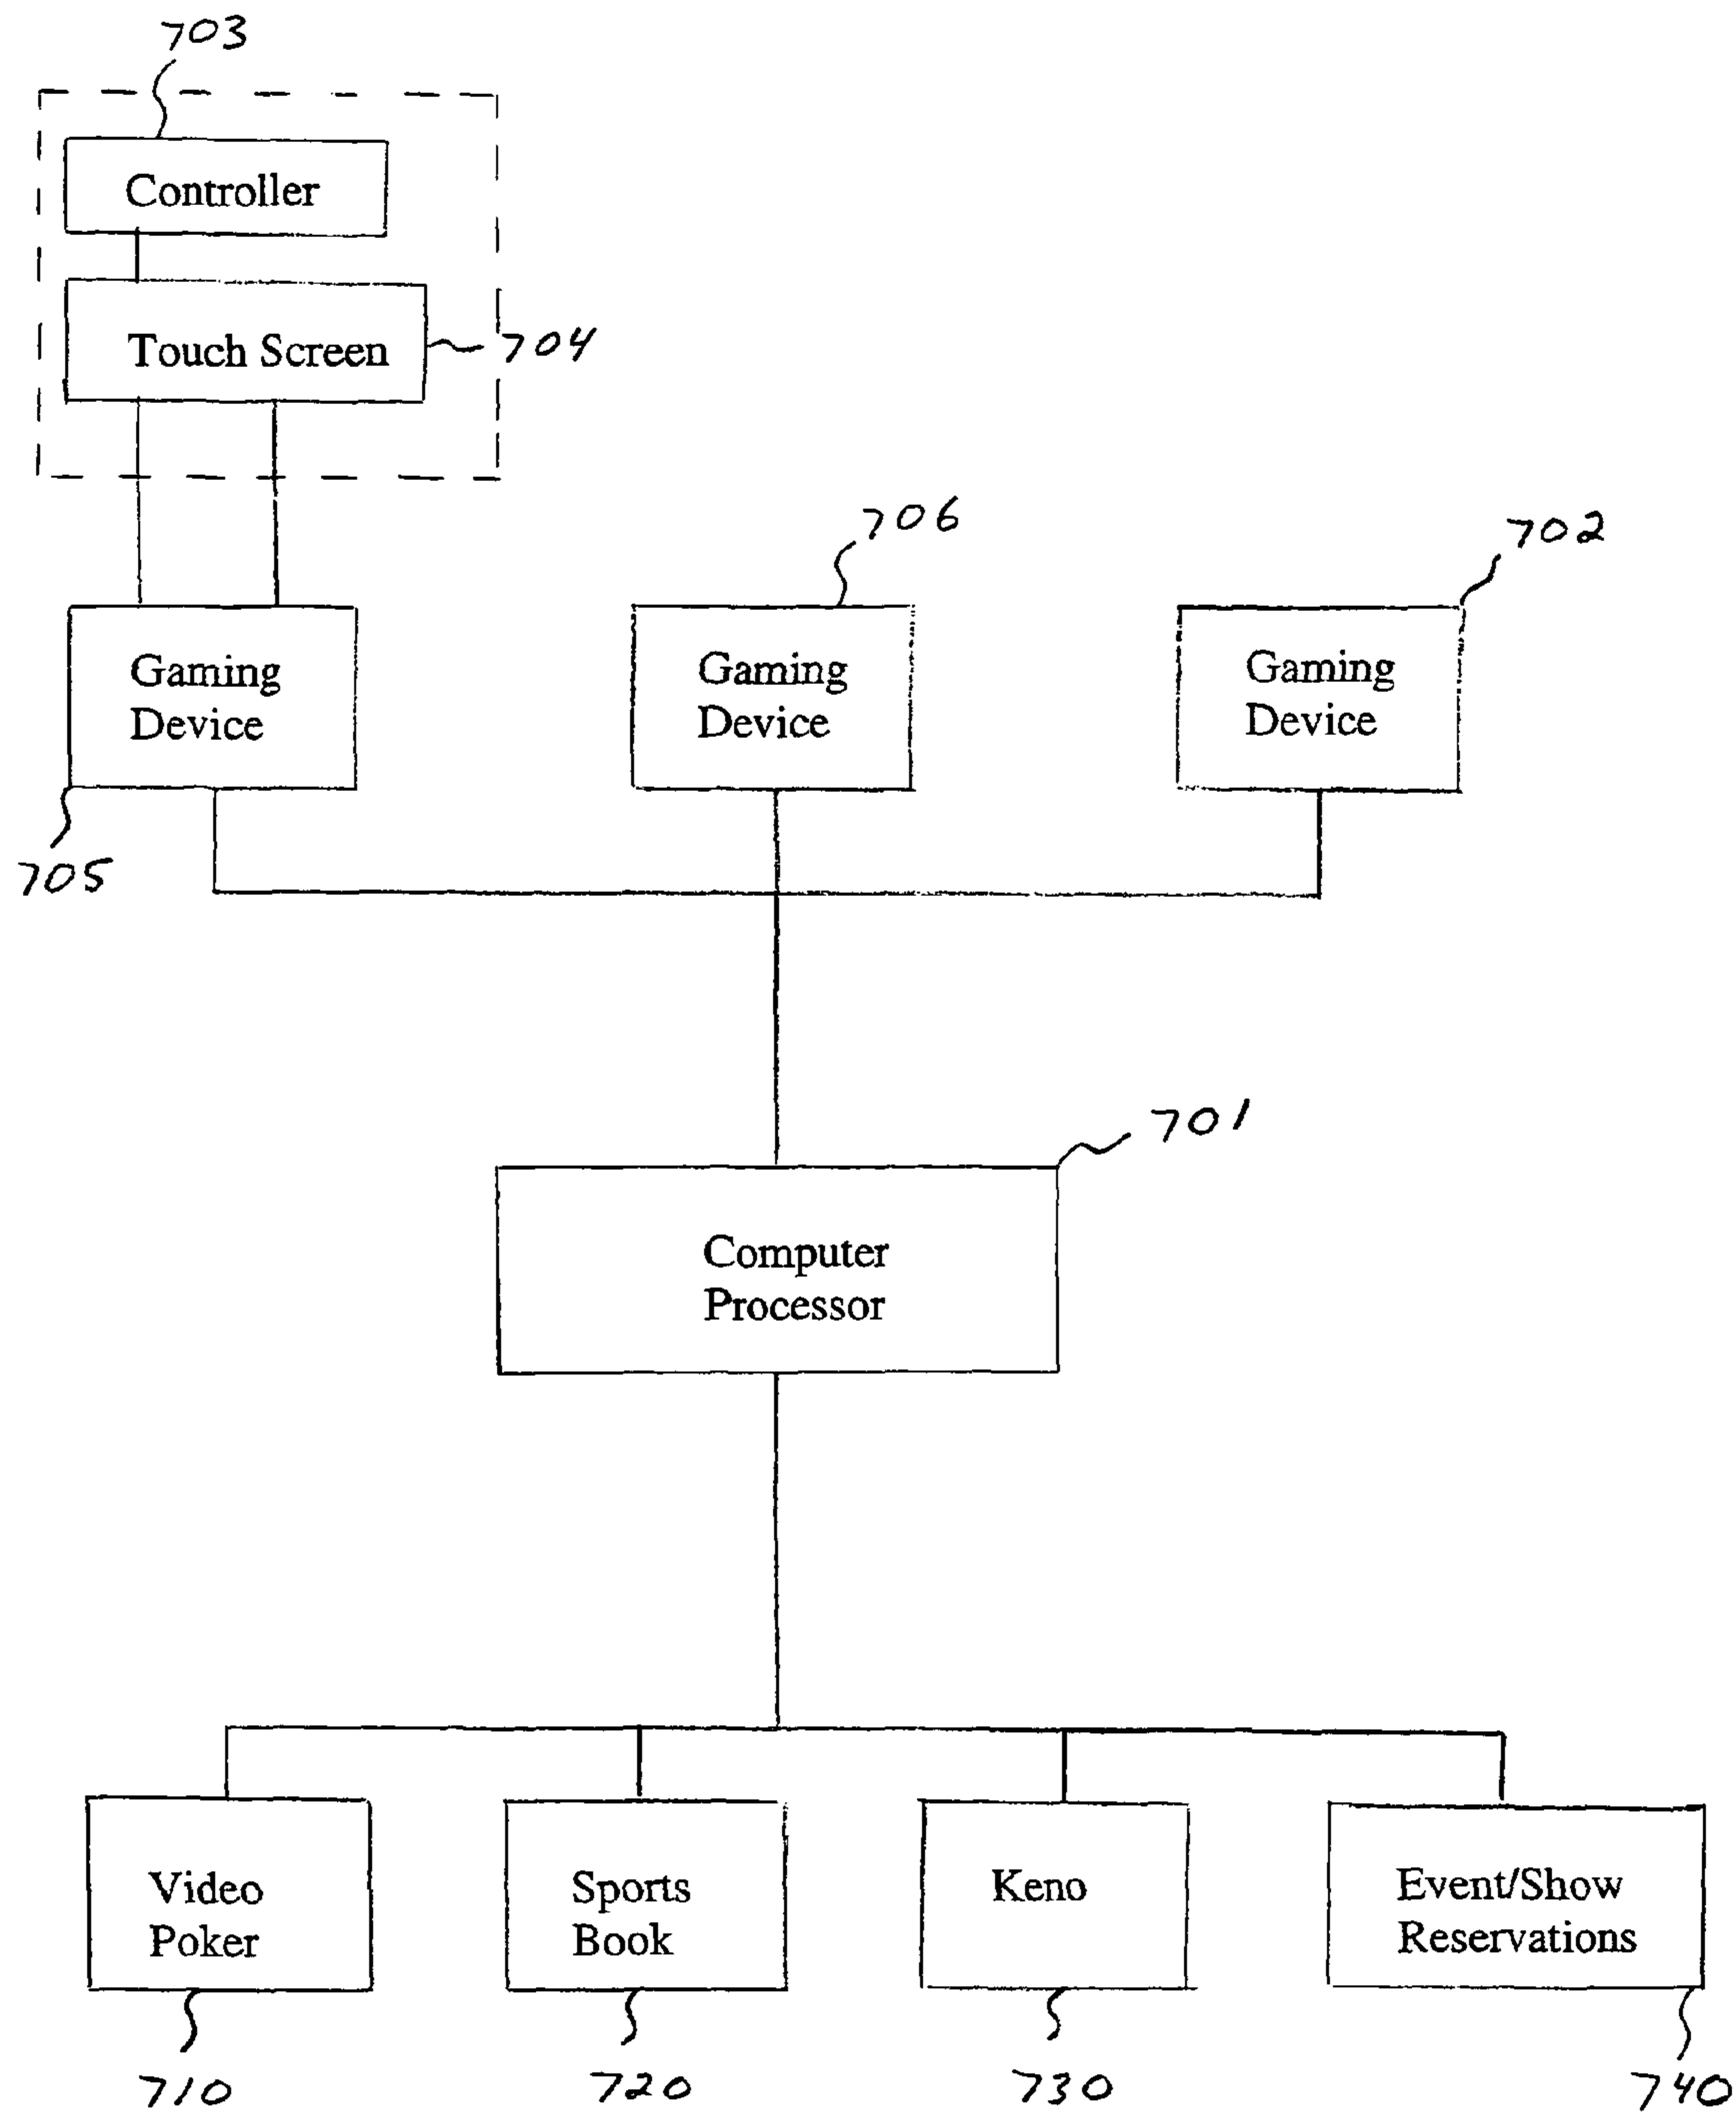 703
Controller
Touch Screen
704
706
702
Gaming
Device
Gaming
Device
Gaming
Device
705
701
Computer
Processor
Video
Poker
Sports
Book
Keno
Event/Show
Reservations
710
720
730
740